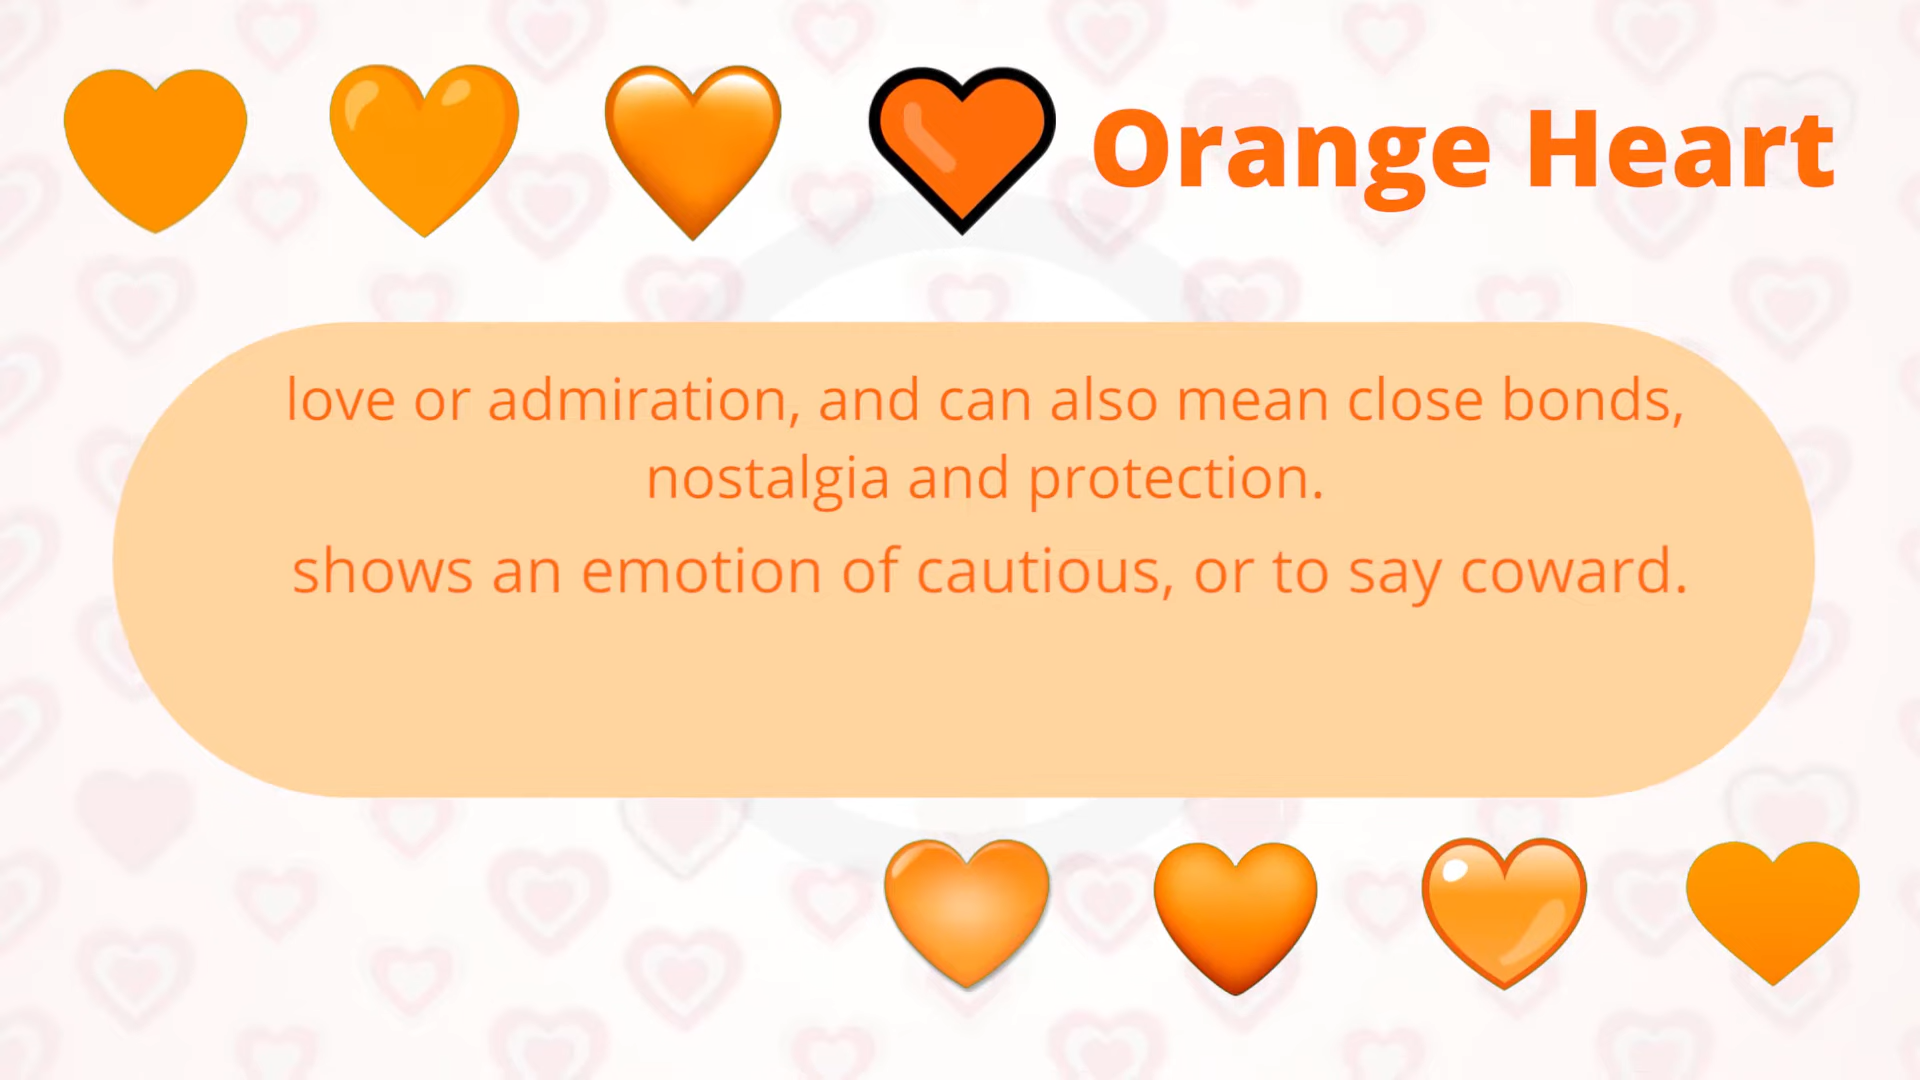 Orange Heart
love or admiration, and can also mean close bonds,
nostalgia and protection.
shows an emotion of cautious, or to say coward.